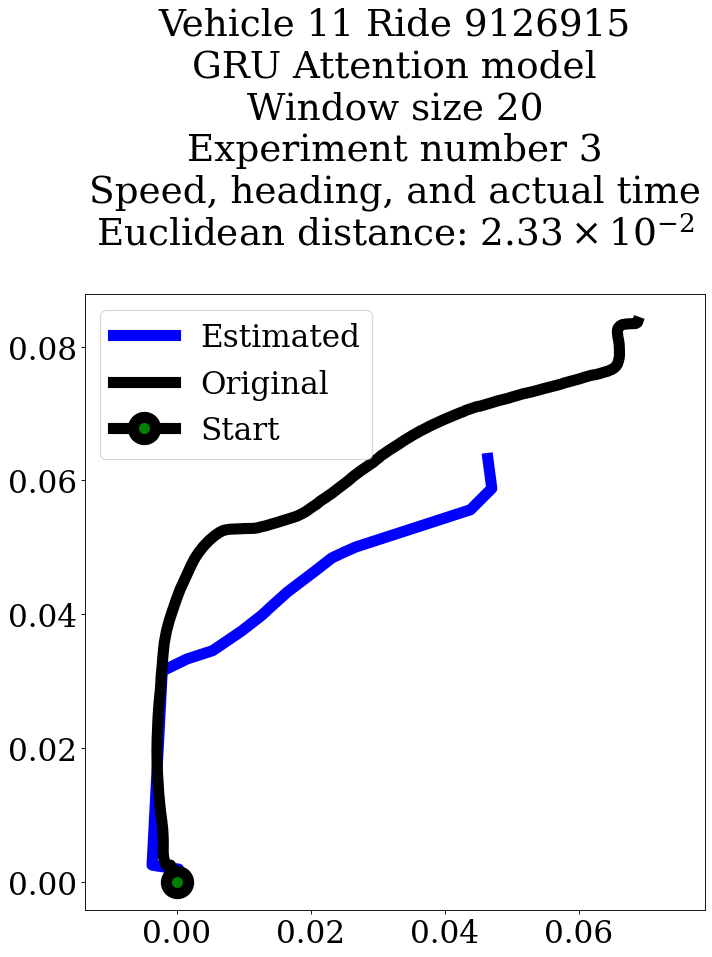 Vehicle 11 Ride 9126915
GRU Attention model
Window size 20
Experiment number 3
Speed, heading, and actual time
Euclidean distance: 2.33 × 10⁻²
Estimated
Original
Start
0.08
0.06
0.04
0.02
0.00
0.00 0.02 0.04 0.06